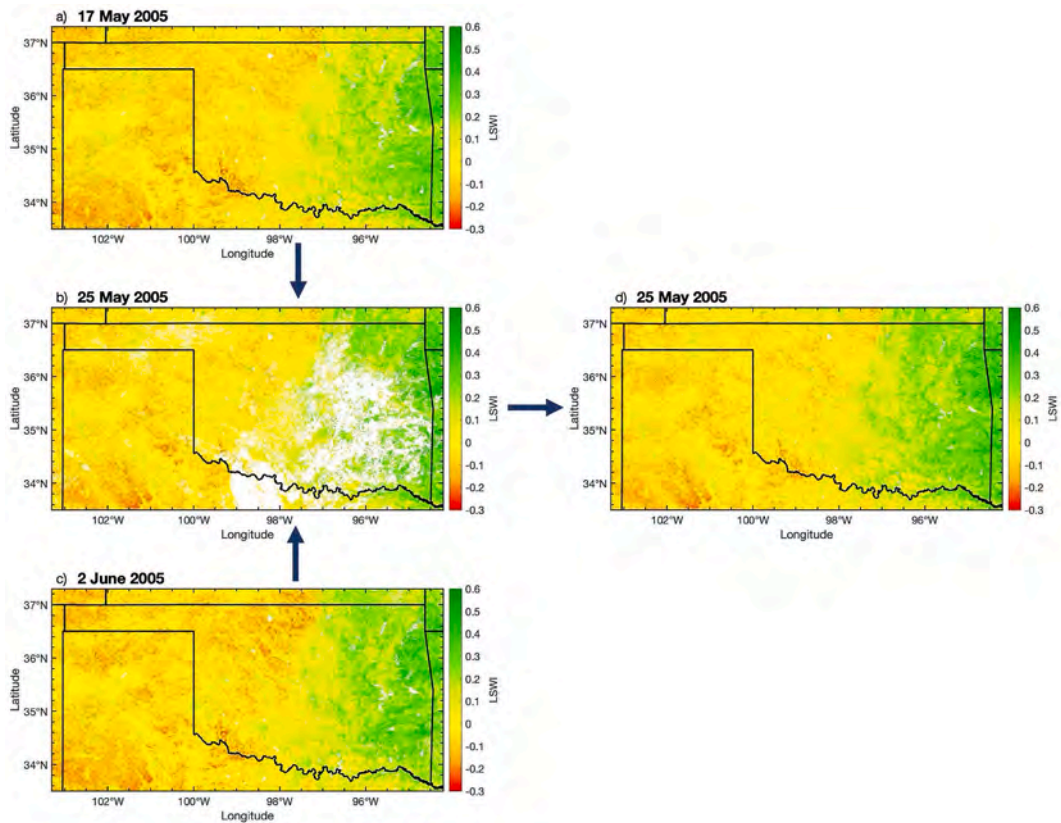 a) 17 May 2005
37°N
36°N
35°N
34°N
Latitude
102°W 100°W 98°W 96°W
Longitude
0.6
0.5
0.4
0.3
0.2
0.1
0
-0.1
-0.2
-0.3
LSWI
b) 25 May 2005
37°N
36°N
35°N
34°N
Latitude
102°W 100°W 98°W 96°W
Longitude
0.6
0.5
0.4
0.3
0.2
0.1
0
-0.1
-0.2
-0.3
LSWI
d) 25 May 2005
37°N
36°N
35°N
34°N
Latitude
102°W 100°W 98°W 96°W
Longitude
0.6
0.5
0.4
0.3
0.2
0.1
0
-0.1
-0.2
-0.3
LSWI
c) 2 June 2005
37°N
36°N
35°N
34°N
Latitude
102°W 100°W 98°W 96°W
Longitude
0.6
0.5
0.4
0.3
0.2
0.1
0
-0.1
-0.2
-0.3
LSWI